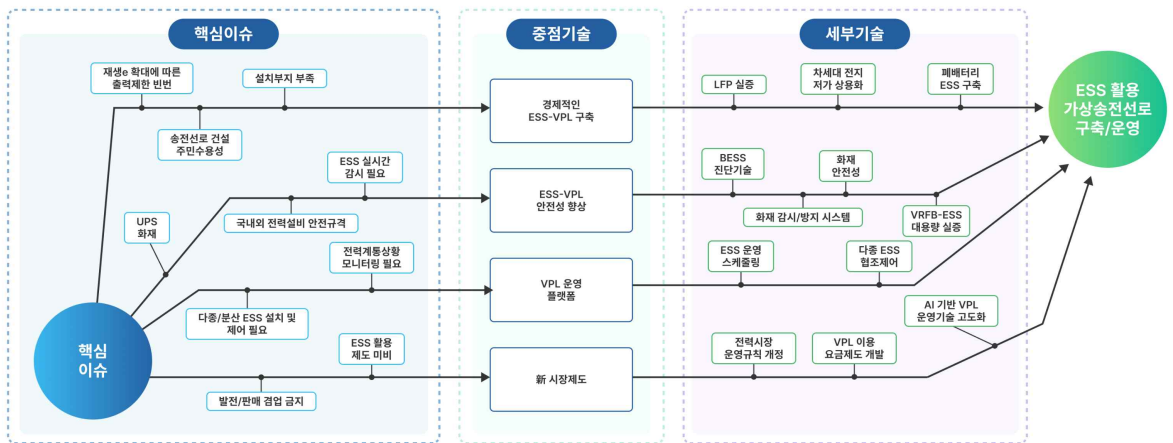 핵심이슈
중점기술
세부기술
재생e 확대에 따른
출력제한 빈번
설치부지 부족
송전선로 건설
주민수용성
ESS 실시간
감시 필요
UPS
화재
국내외 전력설비 안전규격
전력계통상황
모니터링 필요
다종/분산 ESS 설치 및
제어 필요
ESS 활용
제도 미비
발전/판매 겸업 금지
핵심
이슈
경제적인
ESS-VPL 구축
ESS-VPL
안전성 향상
VPL 운영
플랫폼
新 시장제도
LFP 실증
차세대 전지
저가 상용화
폐배터리
ESS 구축
BESS
진단기술
화재
안전성
화재 감시/방지 시스템
VRFB-ESS
대용량 실증
ESS 운영
스케줄링
다종 ESS
협조제어
AI 기반 VPL
운영기술 고도화
전력시장
운영규칙 개정
VPL 이용
요금제도 개발
ESS 활용
가상송전선로
구축/운영